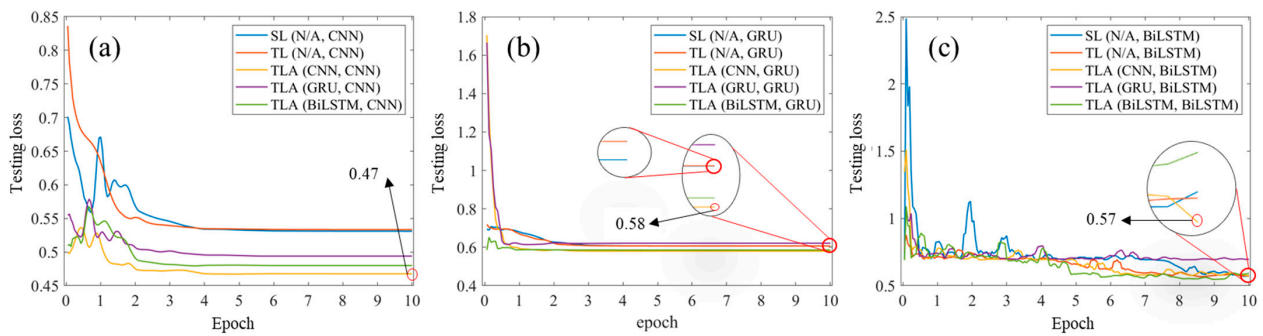 (a)
SL (N/A, CNN)
TL (N/A, CNN)
TLA (CNN, CNN)
TLA (GRU, CNN)
TLA (BiLSTM, CNN)
0.47
Testing loss
0.85
0.8
0.75
0.7
0.65
0.6
0.55
0.5
0.45
0 1 2 3 4 5 6 7 8 9 10
Epoch
(b)
SL (N/A, GRU)
TL (N/A, GRU)
TLA (CNN, GRU)
TLA (GRU, GRU)
TLA (BiLSTM, GRU)
0.58
Testing loss
1.8
1.6
1.4
1.2
1
0.8
0.6
0.4
0 1 2 3 4 5 6 7 8 9 10
epoch
(c)
SL (N/A, BiLSTM)
TL (N/A, BiLSTM)
TLA (CNN, BiLSTM)
TLA (GRU, BiLSTM)
TLA (BiLSTM, BiLSTM)
0.57
Testing loss
2.5
2
1.5
1
0.5
0 1 2 3 4 5 6 7 8 9 10
Epoch